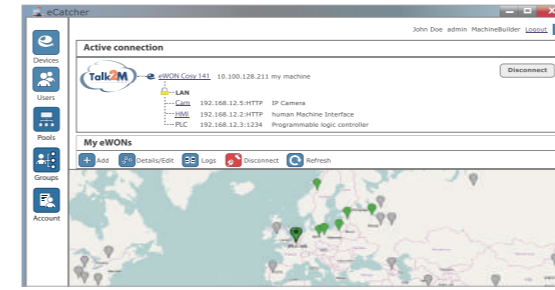 eCatcher
John Doe admin MachineBuilder Logout
Devices
Users
Pools
Groups
Account
Active connection
Talk2M
eWON Cosy 141 10.100.128.211 my machine
Disconnect
LAN
Cam 192.168.12.5:HTTP IP Camera
HMI 192.168.12.2:HTTP human Machine Interface
PLC 192.168.12.3:1234 Programmable logic controller
My eWONs
Add Details/Edit Logs Disconnect Refresh